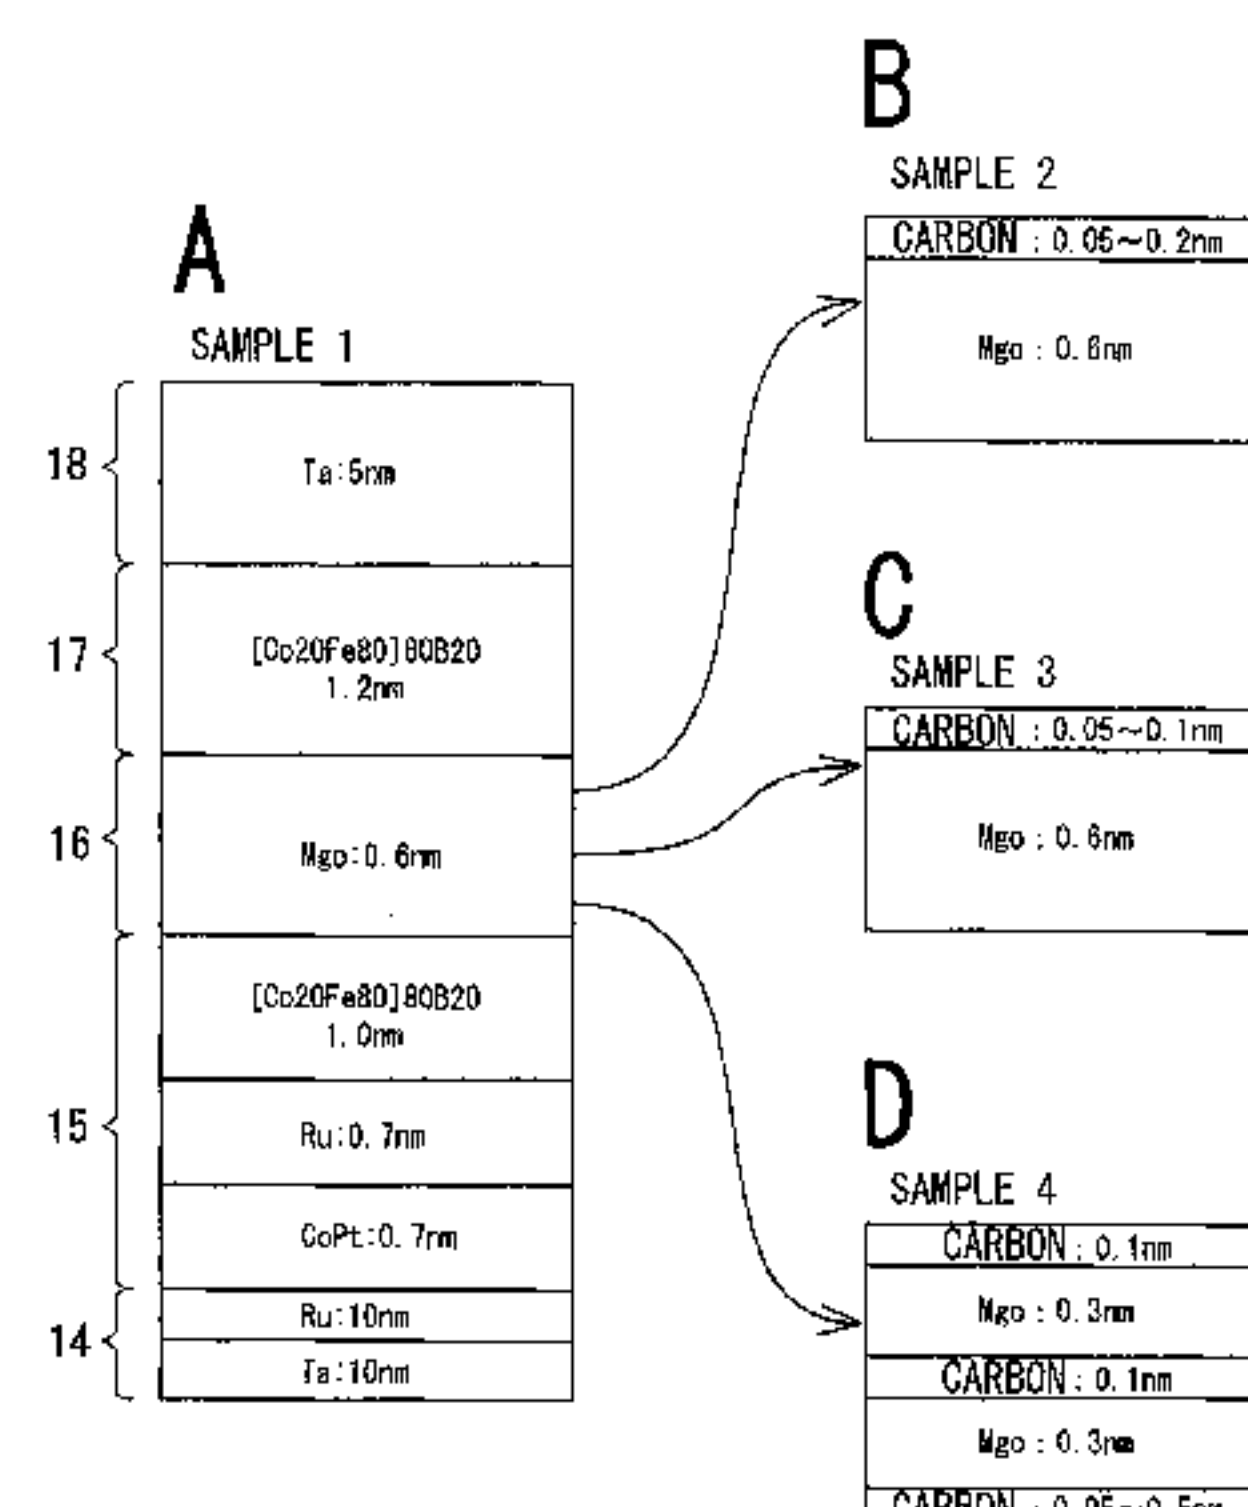 A
SAMPLE 1
18
Ta:5nm
17
[Co20Fe80]80B20
1.2nm
16
Mgo:0.6nm
[Co20Fe80]80B20
1.0nm
15
Ru:0.7nm
CoPt:0.7nm
14
Ru:10nm
Ta:10nm
B
SAMPLE 2
CARBON : 0.05~0.2nm
Mgo : 0.6nm
C
SAMPLE 3
CARBON : 0.05~0.1nm
Mgo : 0.6nm
D
SAMPLE 4
CARBON : 0.1nm
Mgo : 0.3nm
CARBON : 0.1nm
Mgo : 0.3nm
CARBON